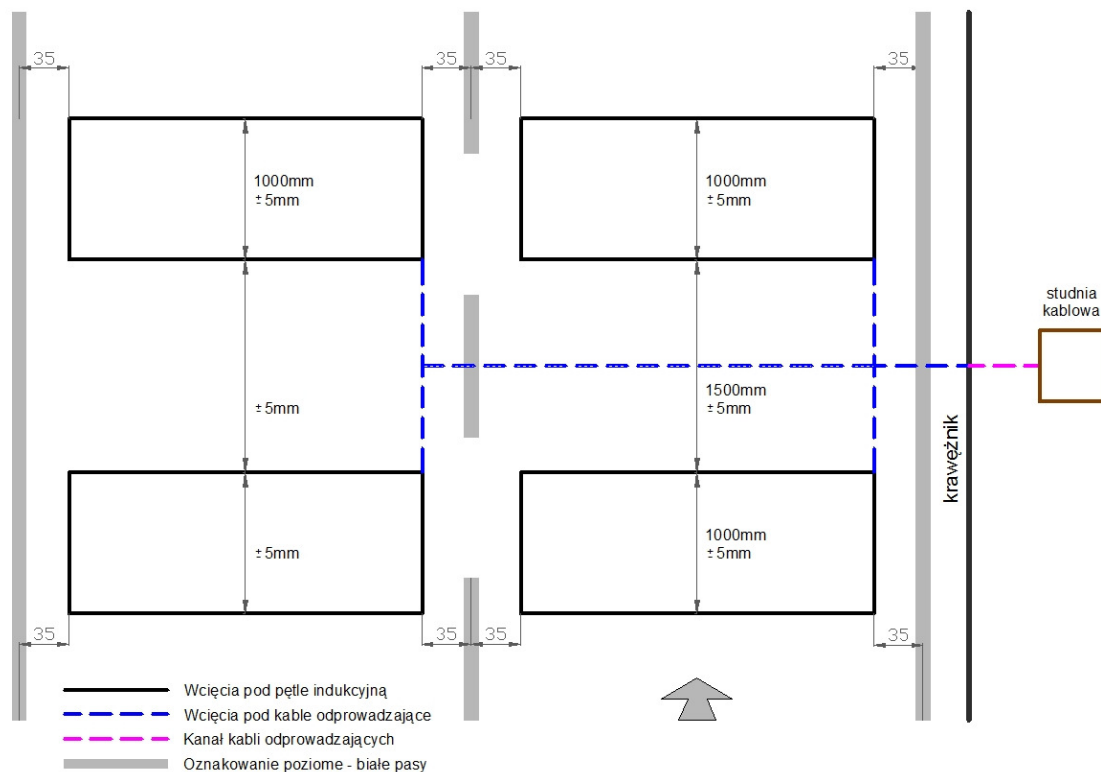 35
35
35
35
1000mm
±5mm
1000mm
±5mm
studnia
kablowa
±5mm
1500mm
±5mm
krawężnik
±5mm
1000mm
±5mm
35
35
35
35
Wcięcia pod pętle indukcyjną
Wcięcia pod kable odprowadzające
Kanał kabli odprowadzających
Oznakowanie poziome - białe pasy